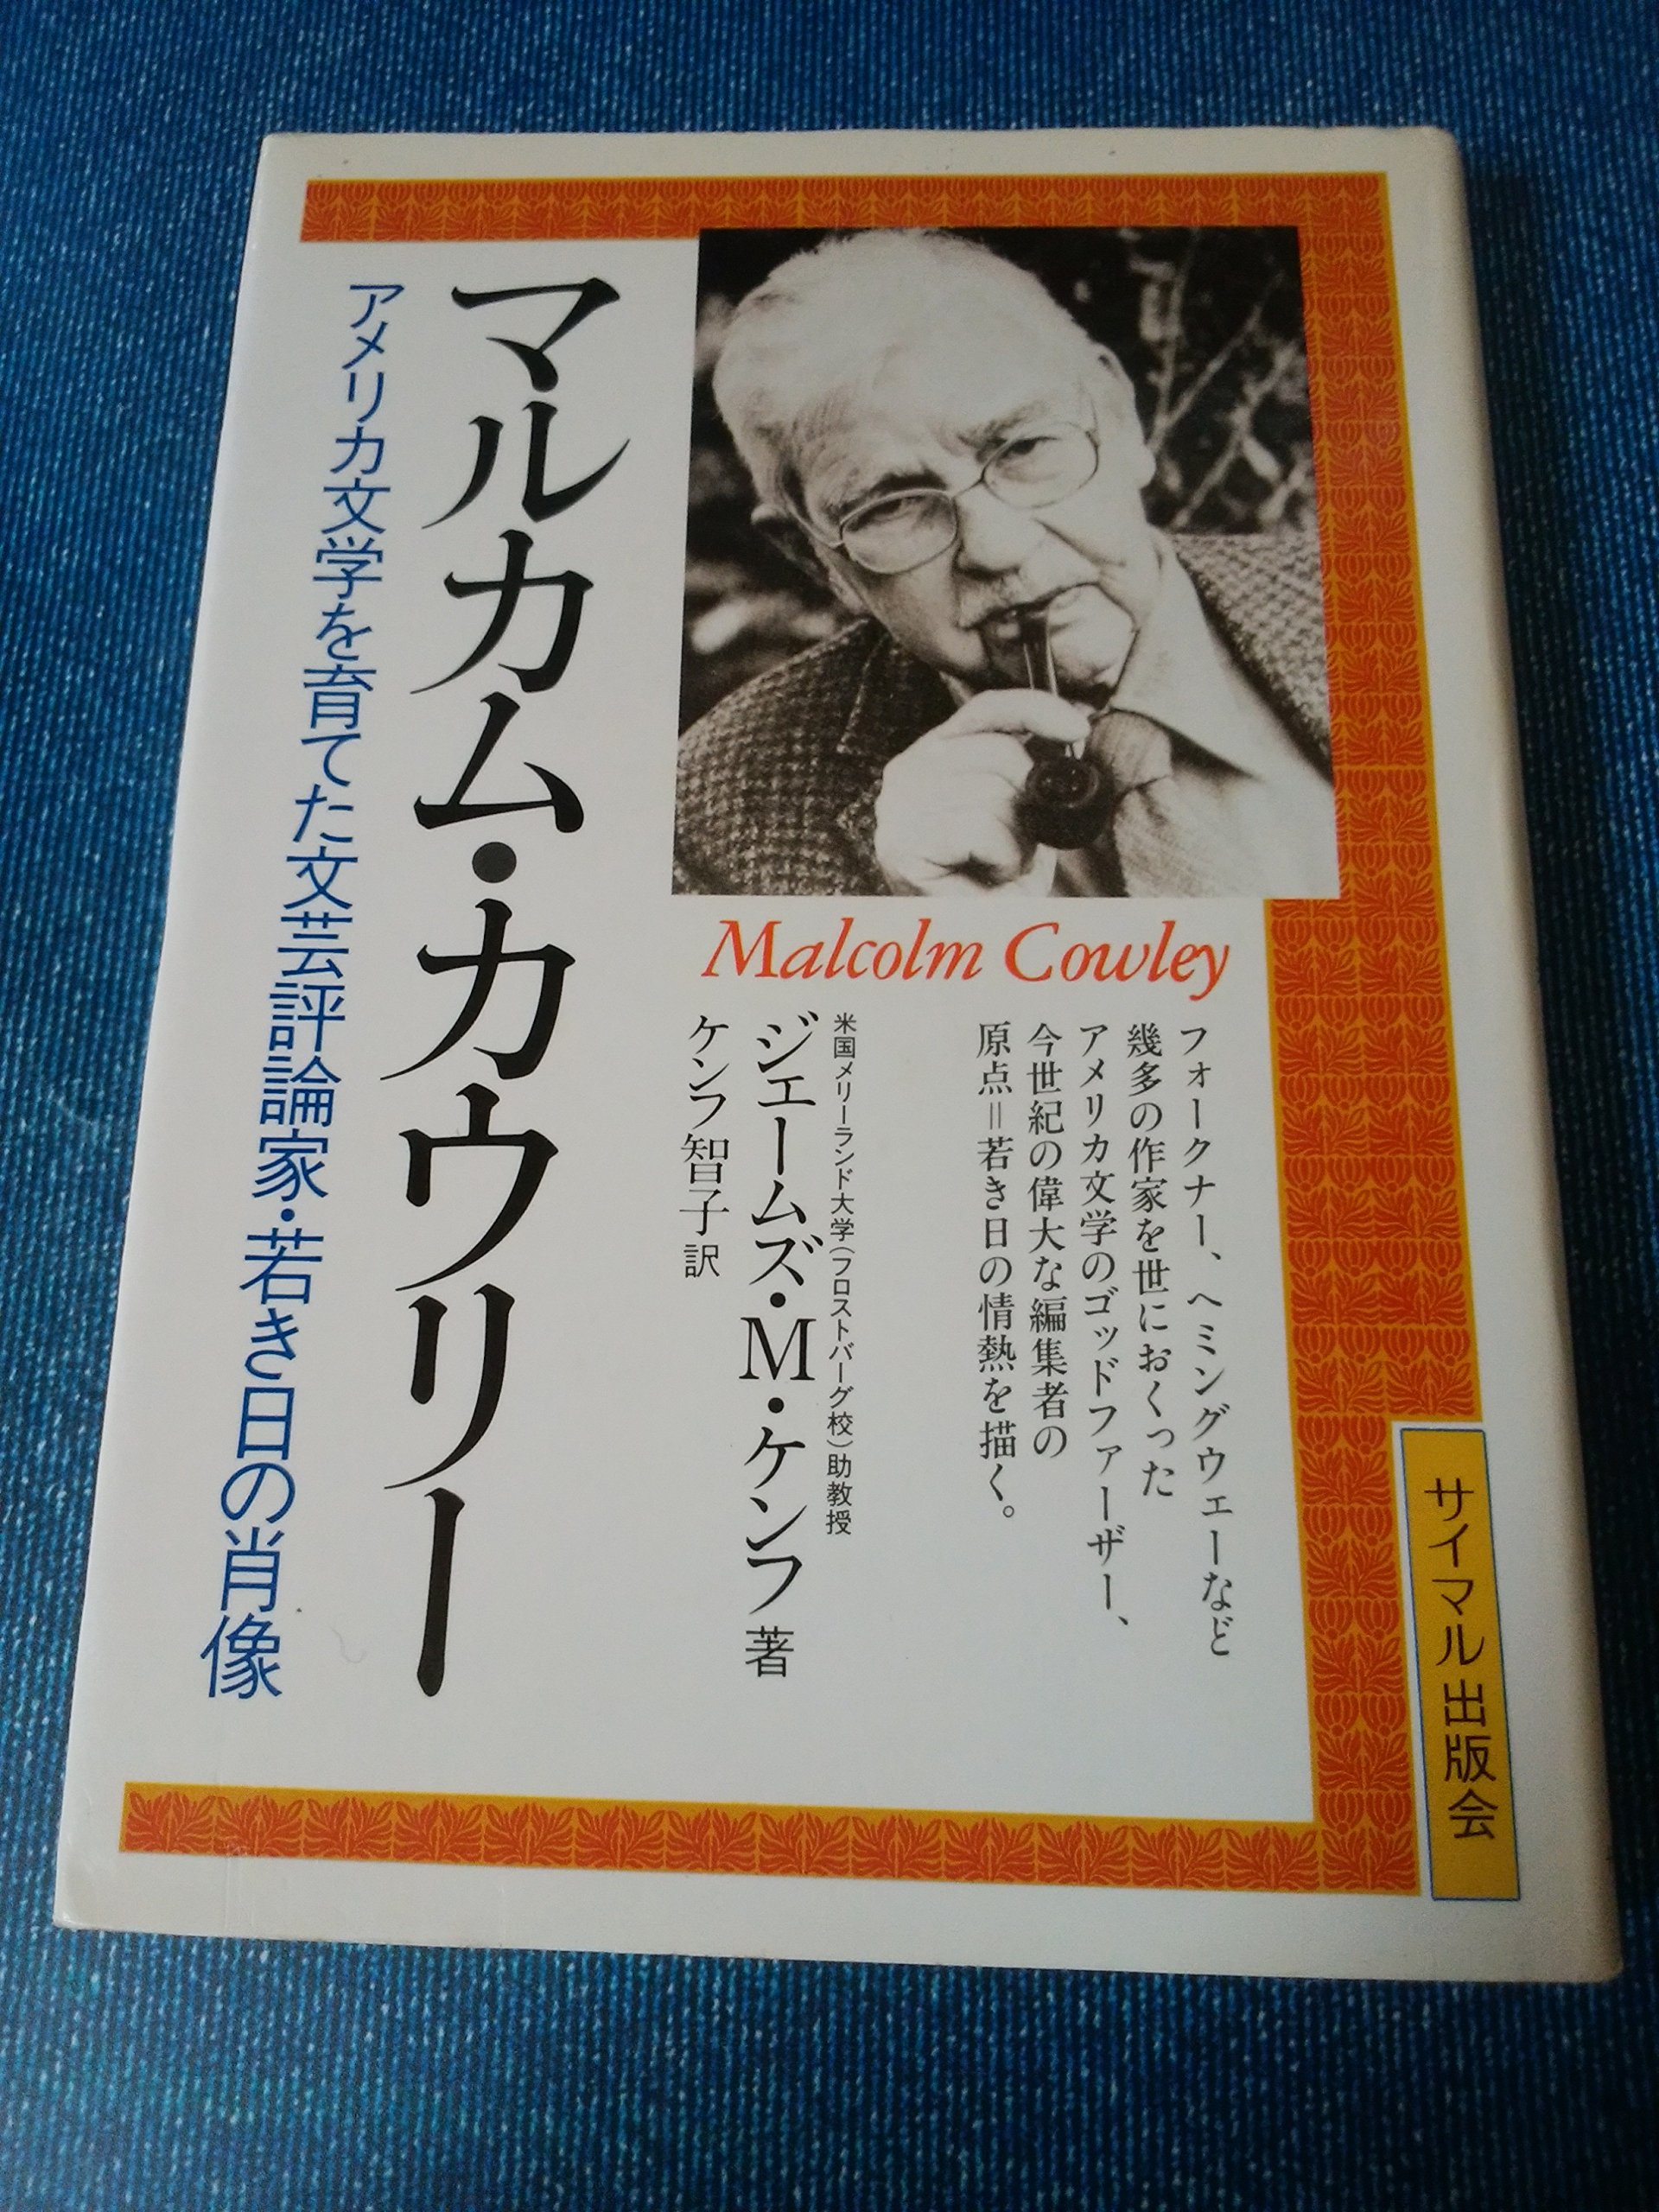 Malcolm Cowley
フォークナー、ヘミングウェーなど
幾多の作家を世におくった
アメリカ文学のゴッドファーザー、
今世紀の偉大な編集者の
原点=若き日の情熱を描く。
米国メリーランド大学(フロストバーグ校)助教授
ジェームズ・M・ケンフ 著
ケンフ智子 訳
マルカム・カウリー
アメリカ文学を育てた文芸評論家・若き日の肖像
サイマル出版会